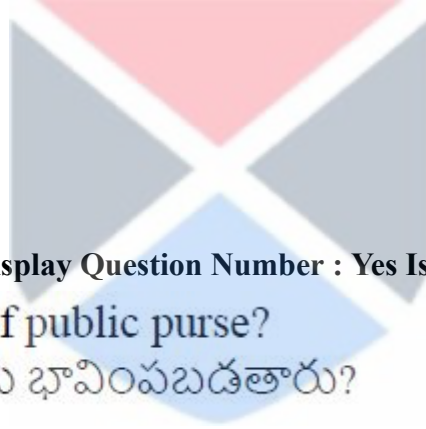 splay Question Number : Yes Is
f public purse?
ు భావింపబడతారు?